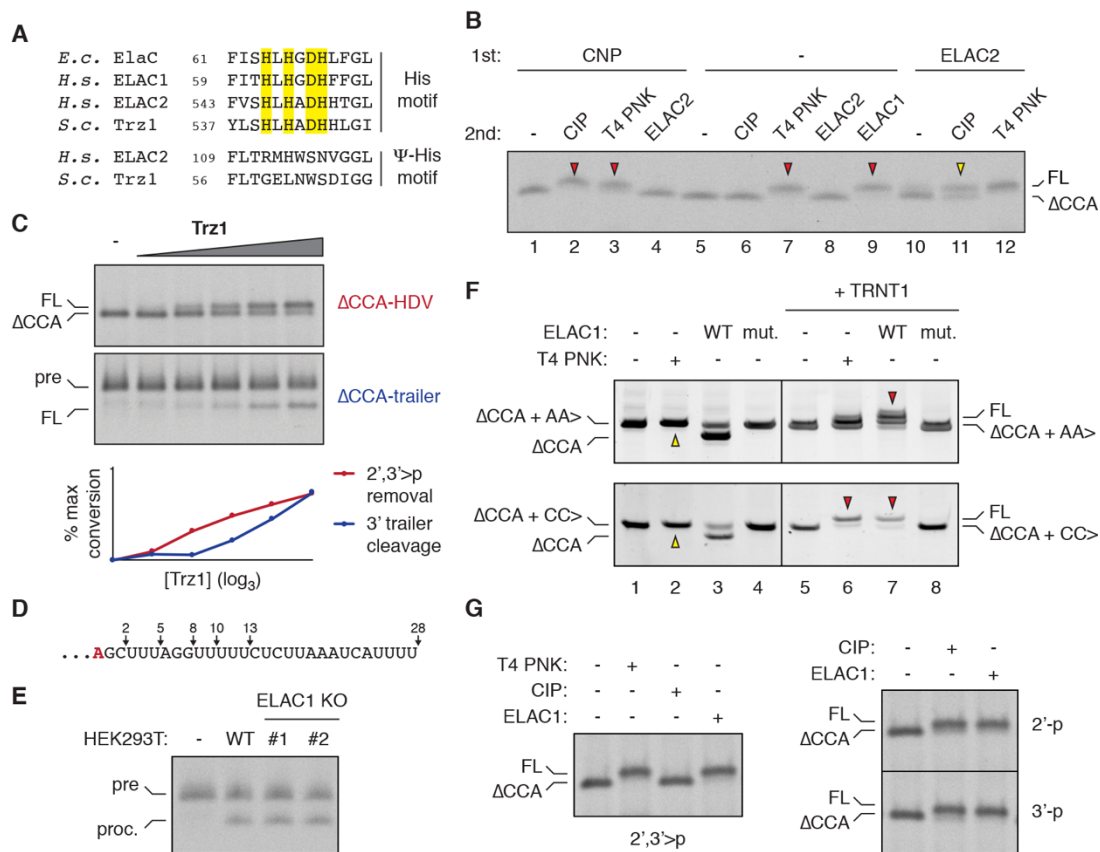 A
E.c. ElaC 61 FISHLHGDHLFGL
H.s. ELAC1 59 FITHLHGDHFFGL
H.s. ELAC2 543 FVSHLHADHHTGL
S.c. Trz1 537 YLSHLHADHHLGI
His motif
H.s. ELAC2 109 FLTRMHWSNVGGL
S.c. Trz1 56 FLTGELNWSDIGG
Ψ-His motif
B
1st: CNP - ELAC2
2nd: - CIP T4 PNK ELAC2 - CIP T4 PNK ELAC2 ELAC1 - CIP T4 PNK
FL
ΔCCA
1 2 3 4 5 6 7 8 9 10 11 12
C
- Trz1
FL
ΔCCA
ΔCCA-HDV
pre
FL
ΔCCA-trailer
% max conversion
[Trz1] (log3)
2',3'>p removal
3' trailer cleavage
D
2 5 8 10 13 28
...AGCUUUAGGUUUUUCUCUUAAAUCAUUUU
E
ELAC1 KO
HEK293T: - WT #1 #2
pre
proc.
F
+ TRNT1
ELAC1: - - WT mut. - - WT mut.
T4 PNK: - + - - - + - -
ΔCCA + AA>
ΔCCA
FL
ΔCCA + AA>
ΔCCA + CC>
ΔCCA
FL
ΔCCA + CC>
1 2 3 4 5 6 7 8
G
T4 PNK: - + - -
CIP: - - + -
ELAC1: - - - +
FL
ΔCCA
2',3'>p
CIP: - + -
ELAC1: - - +
FL
ΔCCA
2'-p
FL
ΔCCA
3'-p